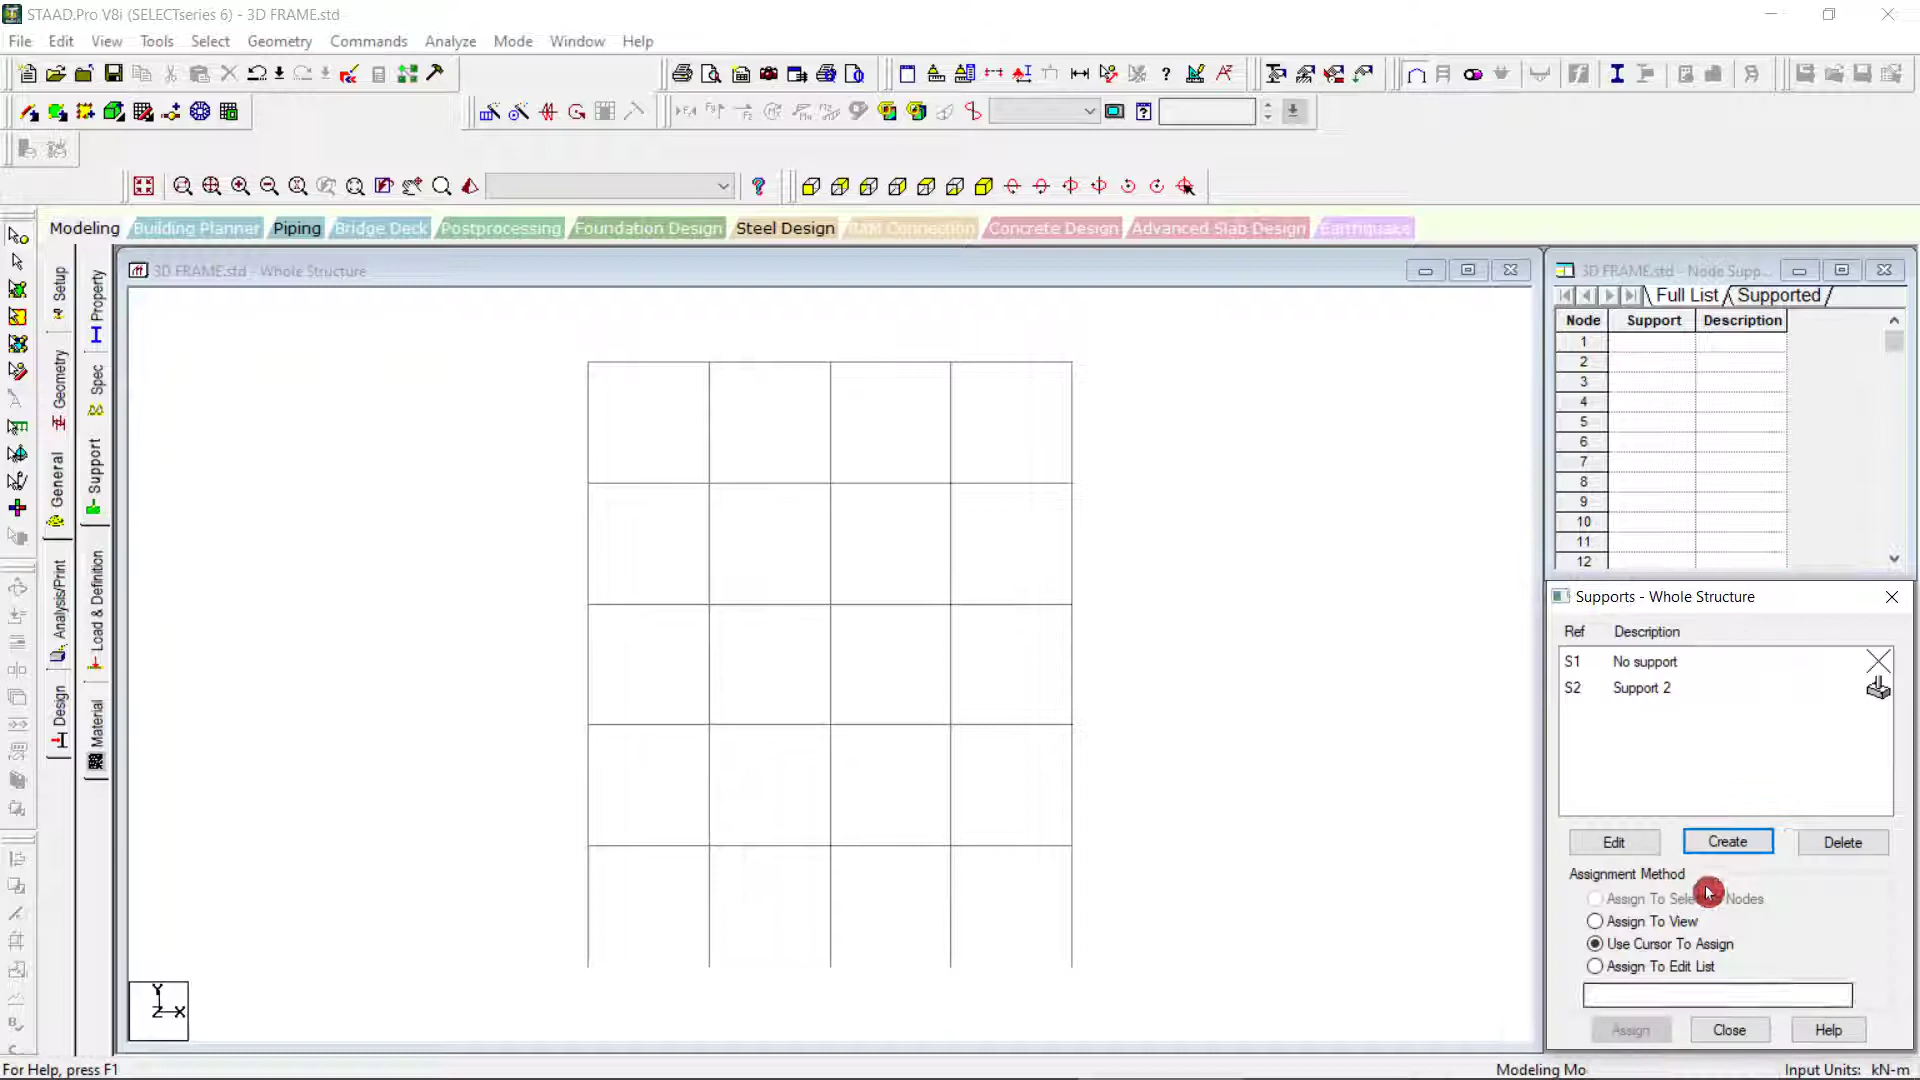 STAAD.Pro V8i (SELECTseries 6) - 3D FRAME.std
File Edit View Tools Select Geometry Commands Analyze Mode Window Help
Modeling Building Planner Piping Bridge Deck Postprocessing Foundation Design Steel Design RAM Connection Concrete Design Advanced Slab Design Earthquake
3D FRAME.std - Whole Structure
3D FRAME.std - Node Supp...
Full List Supported
Node Support Description
1
2
3
4
5
6
7
8
9
10
11
12
Setup
Geometry
General
Analysis/Print
Design
Property
Spec
Support
Load & Definition
Material
Supports - Whole Structure
Ref Description
S1 No support
S2 Support 2
Edit Create Delete
Assignment Method
Assign To Nodes
Assign To View
Use Cursor To Assign
Assign To Edit List
Assign Close Help
Y
Z X
For Help, press F1
Modeling Mo
Input Units: kN-m